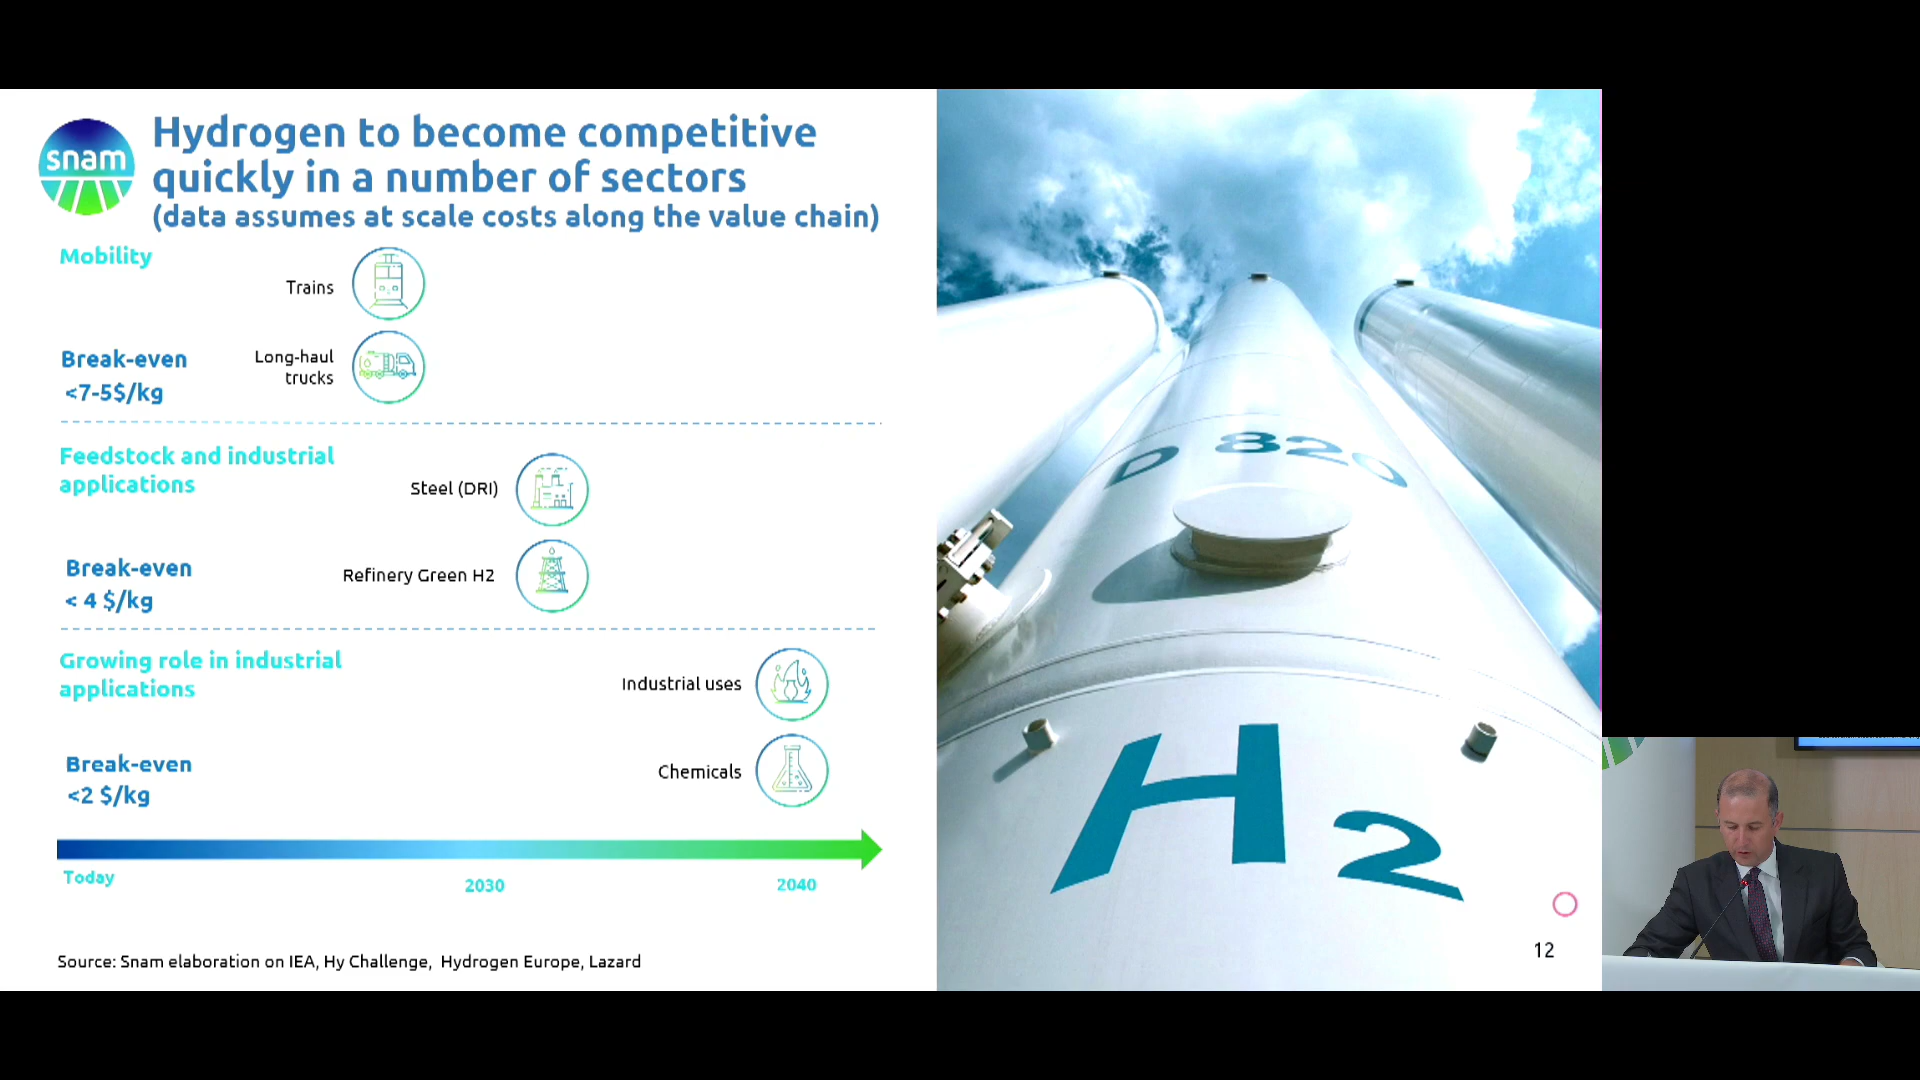 snam
Hydrogen to become competitive
quickly in a number of sectors
(data assumes at scale costs along the value chain)
Mobility
Trains
Break-even
<7-5$/kg
Long-haul
trucks
Feedstock and industrial
applications
Steel (DRI)
Break-even
< 4 $/kg
Refinery Green H2
Growing role in industrial
applications
Industrial uses
Break-even
<2 $/kg
Chemicals
Today
2030
2040
Source: Snam elaboration on IEA, Hy Challenge, Hydrogen Europe, Lazard
D 820
H2
12